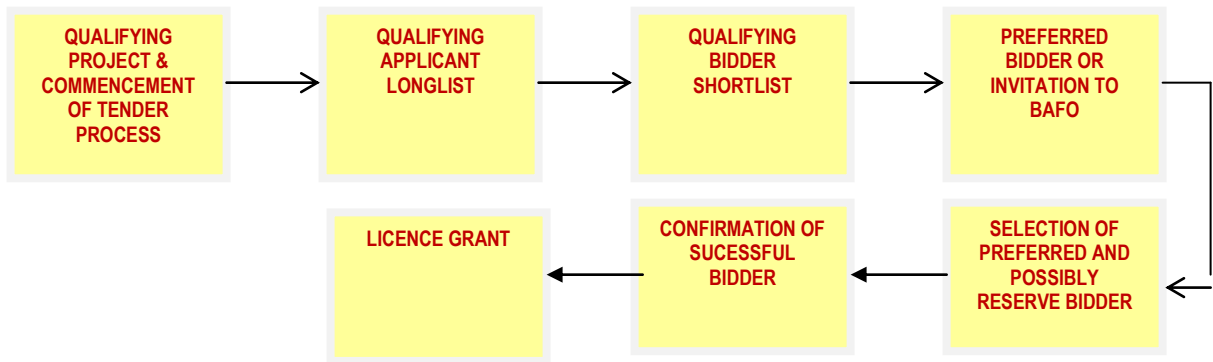 QUALIFYING
PROJECT &
COMMENCEMENT
OF TENDER
PROCESS
QUALIFYING
APPLICANT
LONGLIST
QUALIFYING
BIDDER
SHORTLIST
PREFERRED
BIDDER OR
INVITATION TO
BAFO
SELECTION OF
PREFERRED AND
POSSIBLY
RESERVE BIDDER
CONFIRMATION OF
SUCESSFUL
BIDDER
LICENCE GRANT